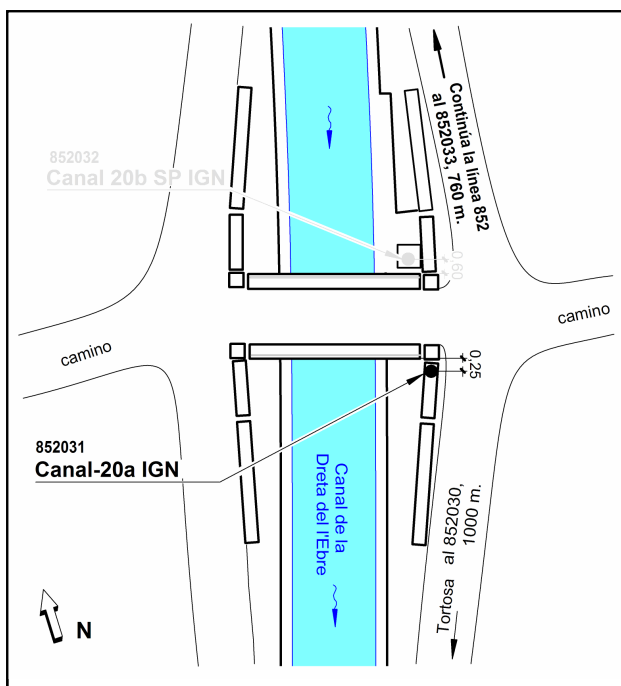 Continúa la línea 852
al 852033, 760 m.
852032
Canal 20b SP IGN
0,60
camino
camino
0,25
852031
Canal-20a IGN
Canal de la
Dreta del l'Ebre
Tortosa al 852030,
1000 m.
N